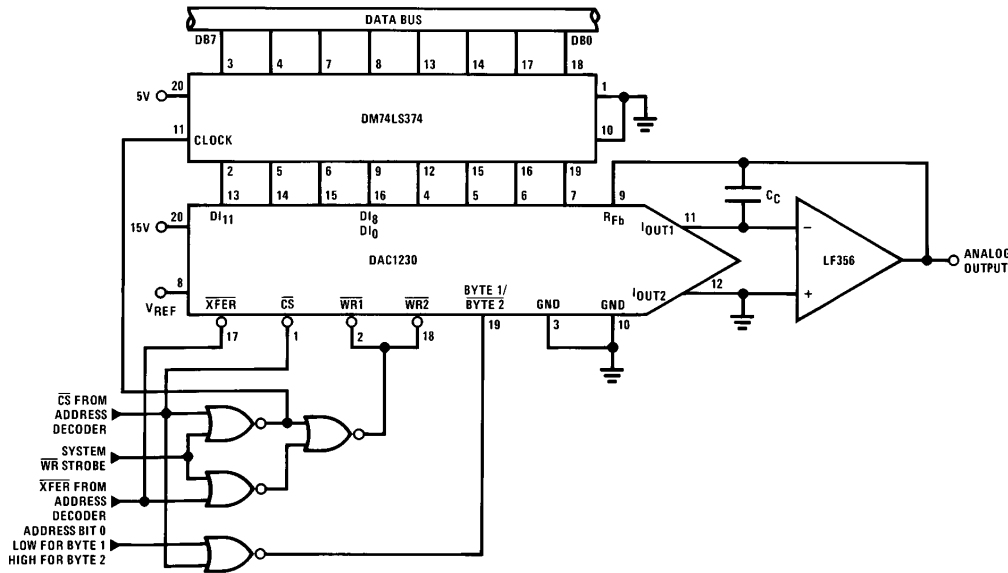 DATA BUS
DB7 DB0
3 4 7 8 13 14 17 18
5V 20 1
DM74LS374
11 CLOCK 10
2 5 6 9 12 15 16 19
13 14 15 16 4 5 6 7 9
DI11 DI8 RFb IOUT1 11
DI0
15V 20
CC
LF356
ANALOG
OUTPUT
DAC1230
VREF 8
IOUT2 12
XFER CS WR1 WR2 BYTE 1/
BYTE 2 GND GND
17 1 2 18 19 3 10
CS FROM
ADDRESS
DECODER
SYSTEM
WR STROBE
XFER FROM
ADDRESS
DECODER
ADDRESS BIT 0
LOW FOR BYTE 1
HIGH FOR BYTE 2
− +